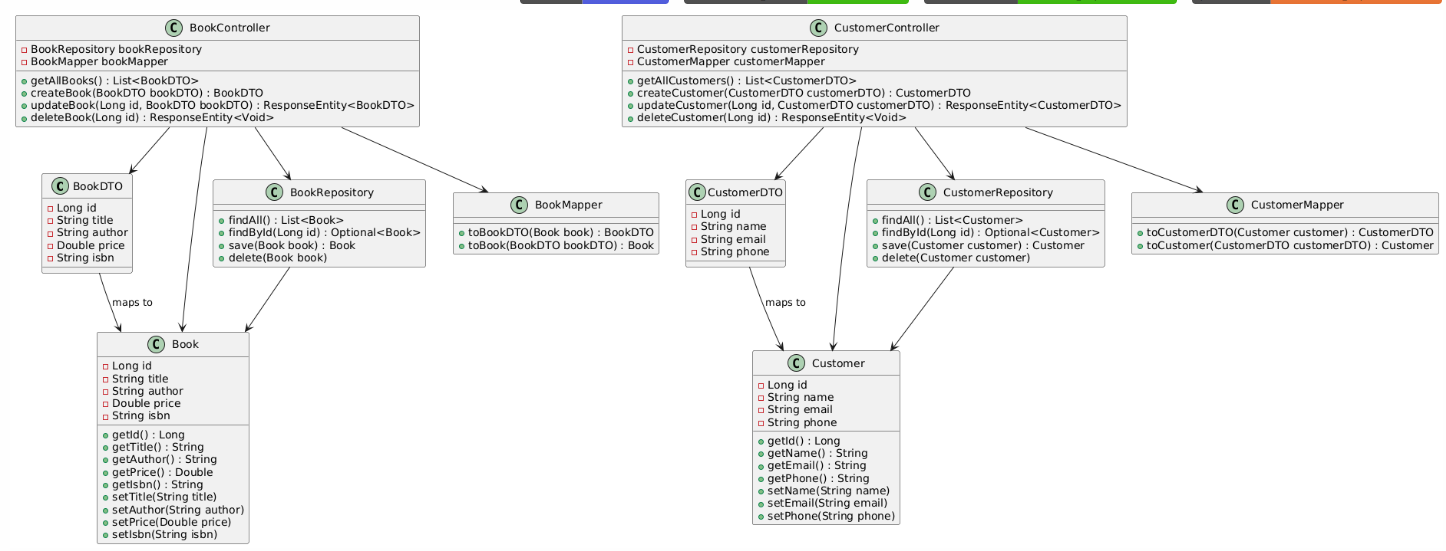 C BookController
BookRepository bookRepository
BookMapper bookMapper
getAllBooks() : List<BookDTO>
createBook(BookDTO bookDTO) : BookDTO
updateBook(Long id, BookDTO bookDTO) : ResponseEntity<BookDTO>
deleteBook(Long id) : ResponseEntity<Void>
C CustomerController
CustomerRepository customerRepository
CustomerMapper customerMapper
getAllCustomers() : List<CustomerDTO>
createCustomer(CustomerDTO customerDTO) : CustomerDTO
updateCustomer(Long id, CustomerDTO customerDTO) : ResponseEntity<CustomerDTO>
deleteCustomer(Long id) : ResponseEntity<Void>
C BookDTO
Long id
String title
String author
Double price
String isbn
C BookRepository
findAll() : List<Book>
findById(Long id) : Optional<Book>
save(Book book) : Book
delete(Book book)
C BookMapper
toBookDTO(Book book) : BookDTO
toBook(BookDTO bookDTO) : Book
C CustomerDTO
Long id
String name
String email
String phone
C CustomerRepository
findAll() : List<Customer>
findById(Long id) : Optional<Customer>
save(Customer customer) : Customer
delete(Customer customer)
C CustomerMapper
toCustomerDTO(Customer customer) : CustomerDTO
toCustomer(CustomerDTO customerDTO) : Customer
maps to
maps to
C Book
Long id
String title
String author
Double price
String isbn
getId() : Long
getTitle() : String
getAuthor() : String
getPrice() : Double
getIsbn() : String
setTitle(String title)
setAuthor(String author)
setPrice(Double price)
setIsbn(String isbn)
C Customer
Long id
String name
String email
String phone
getId() : Long
getName() : String
getEmail() : String
getPhone() : String
setName(String name)
setEmail(String email)
setPhone(String phone)